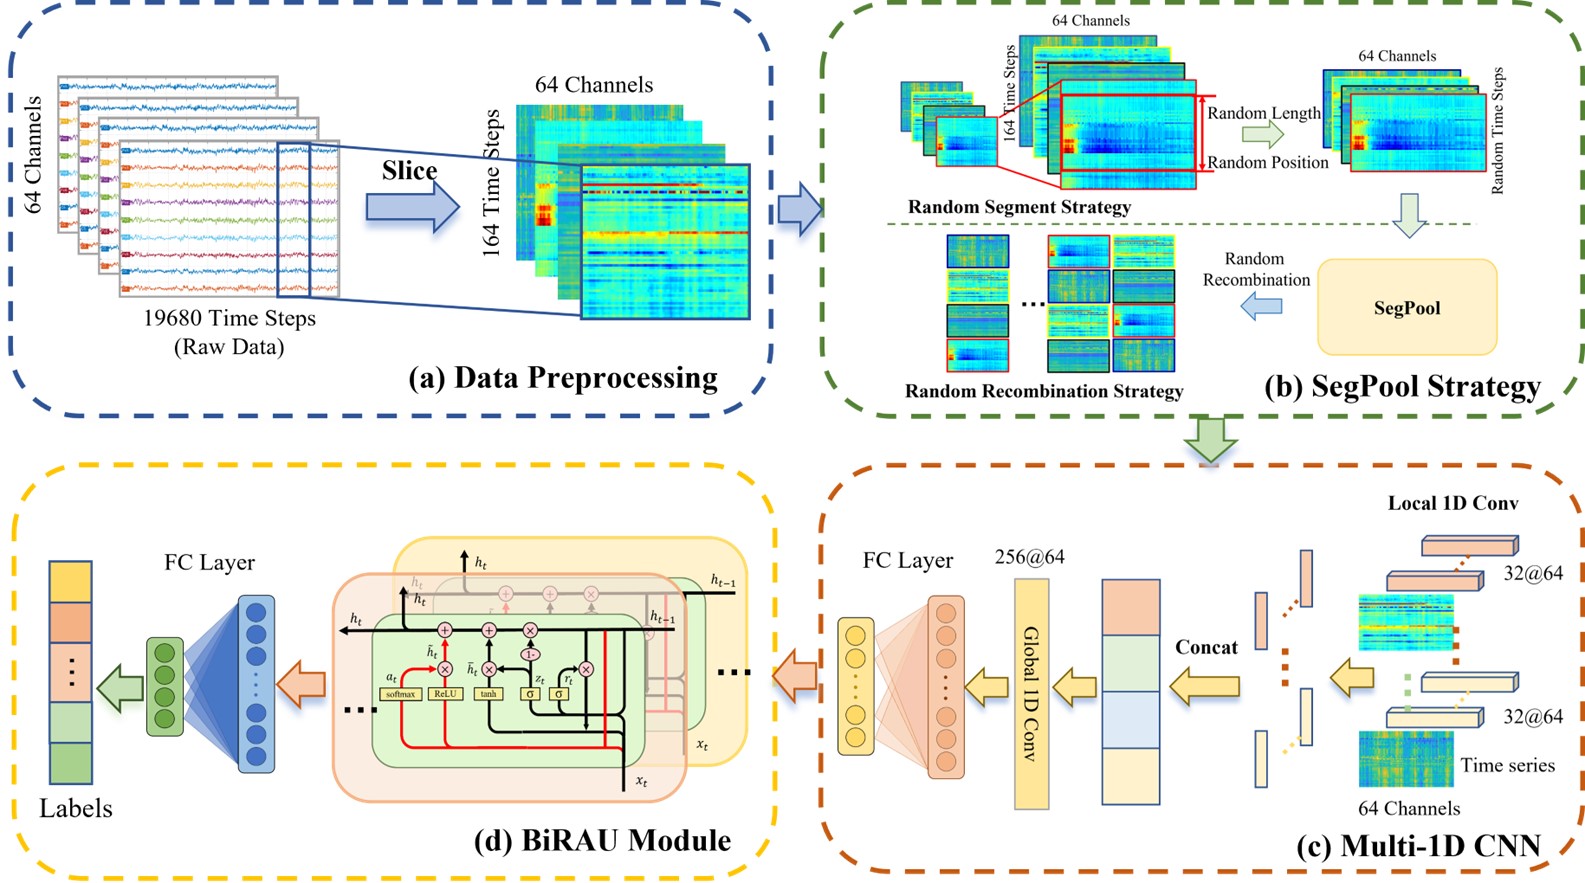 64 Channels
64 Channels
164 Time Steps
Slice
19680 Time Steps
(Raw Data)
(a) Data Preprocessing
64 Channels
164 Time Steps
Random Length
Random Position
64 Channels
Random Time Steps
Random Segment Strategy
Random
Recombination
SegPool
Random Recombination Strategy
(b) SegPool Strategy
Local 1D Conv
32@64
32@64
Time series
64 Channels
Concat
256@64
Global 1D Conv
FC Layer
(c) Multi-1D CNN
h_t
h_{t-1}
h_t
h_t
h_t
h_{t-1}
x_t
+ + ×
+ + ×
1-
h̃_t
h̄_t
× × ×
a_t
z_t
r_t
softmax
ReLU
tanh
σ
σ
x_t
FC Layer
Labels
(d) BiRAU Module